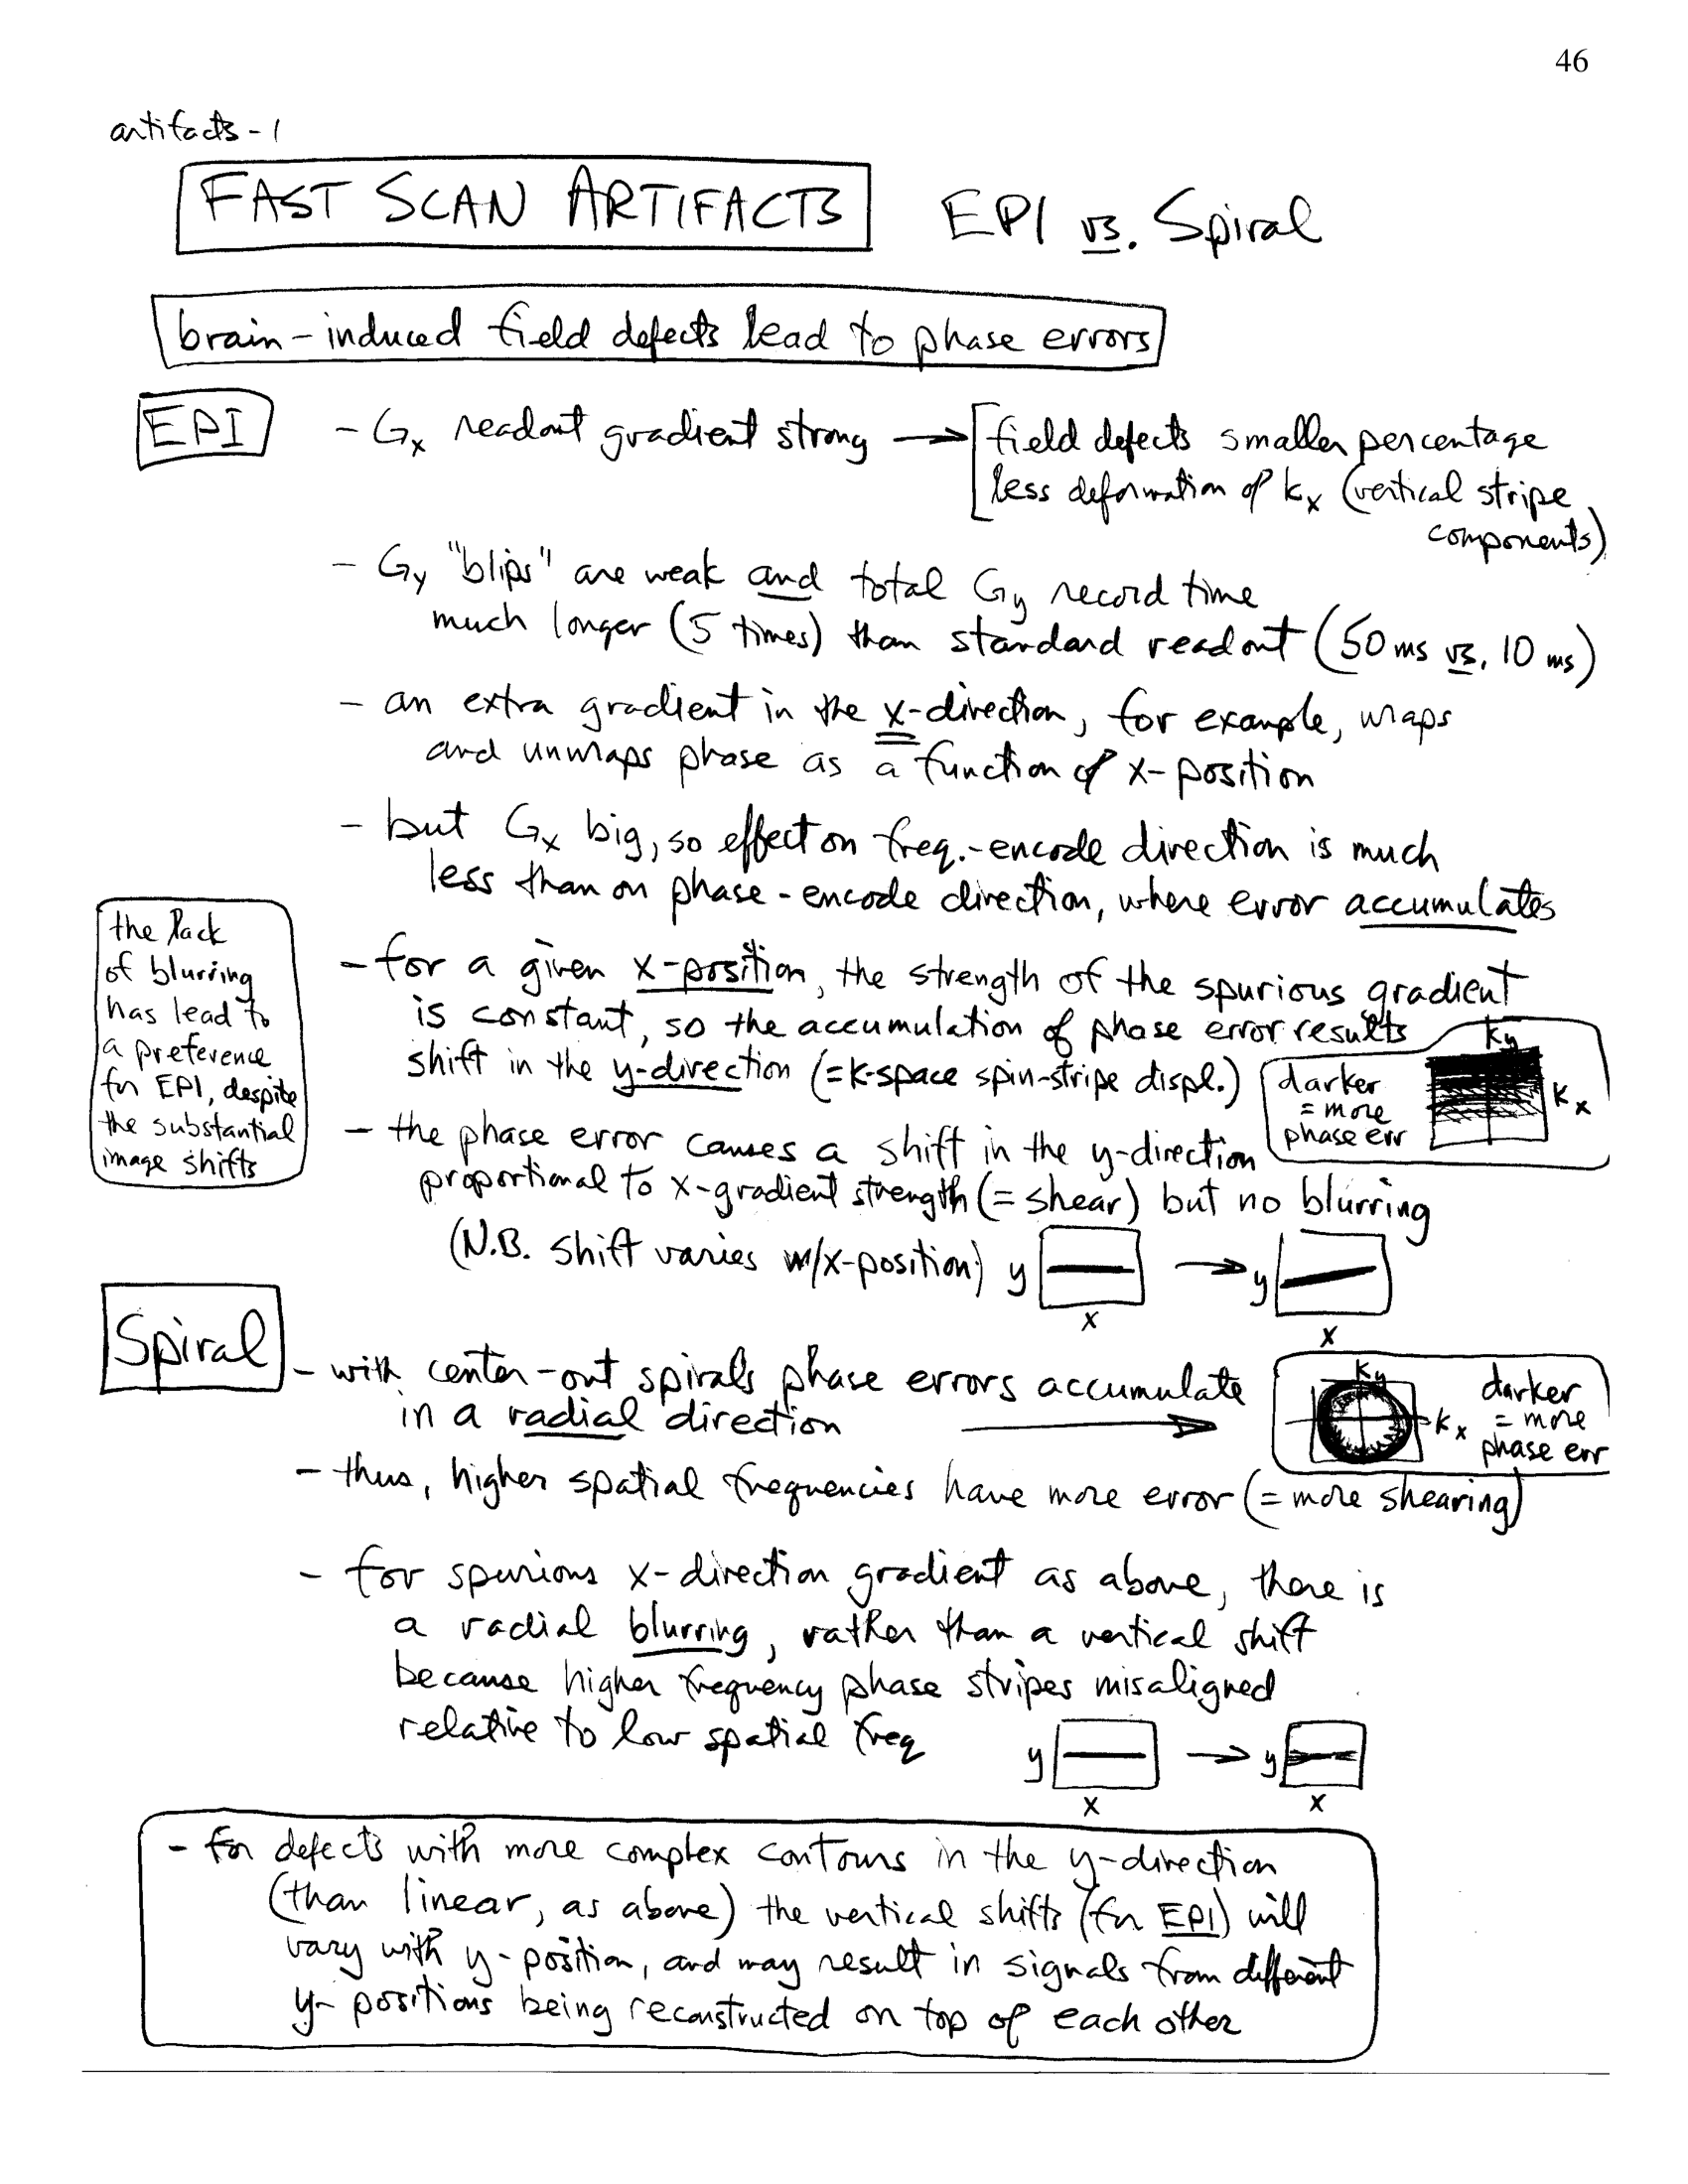 46
artifacts-1
FAST SCAN ARTIFACTS EPI vs. Spiral
brain-induced field defects lead to phase errors
EPI
- Gx readout gradient strong → field defects smaller percentage
less deformation of kx (vertical stripe
components)
- Gy "blips" are weak and total Gy record time
much longer (5 times) than standard readout (50 ms vs. 10 ms)
- an extra gradient in the x-direction, for example, wraps
and unwraps phase as a function of x-position
- but Gx big, so effect on freq.-encode direction is much
less than on phase-encode direction, where error accumulates
the lack
of blurring
has lead to
a preference
for EPI, despite
the substantial
image shifts
- for a given x-position, the strength of the spurious gradient
is constant, so the accumulation of phase error results
shift in the y-direction (=k-space spin-stripe displ.)
darker
= more
phase err
ky
kx
- the phase error causes a shift in the y-direction
proportional to x-gradient strength (= shear) but no blurring
(N.B. shift varies w/x-position)
y
x
→
y
x
Spiral
- with center-out spirals phase errors accumulate
in a radial direction →
ky
kx
darker
= more
phase err
- thus, higher spatial frequencies have more error (= more shearing)
- for spurious x-direction gradient as above, there is
a radial blurring, rather than a vertical shift
because higher frequency phase stripes misaligned
relative to low spatial freq
y
x
→
y
x
- for defects with more complex contours in the y-direction
(than linear, as above) the vertical shifts (for EPI) will
vary with y-position, and may result in signals from different
y-positions being reconstructed on top of each other